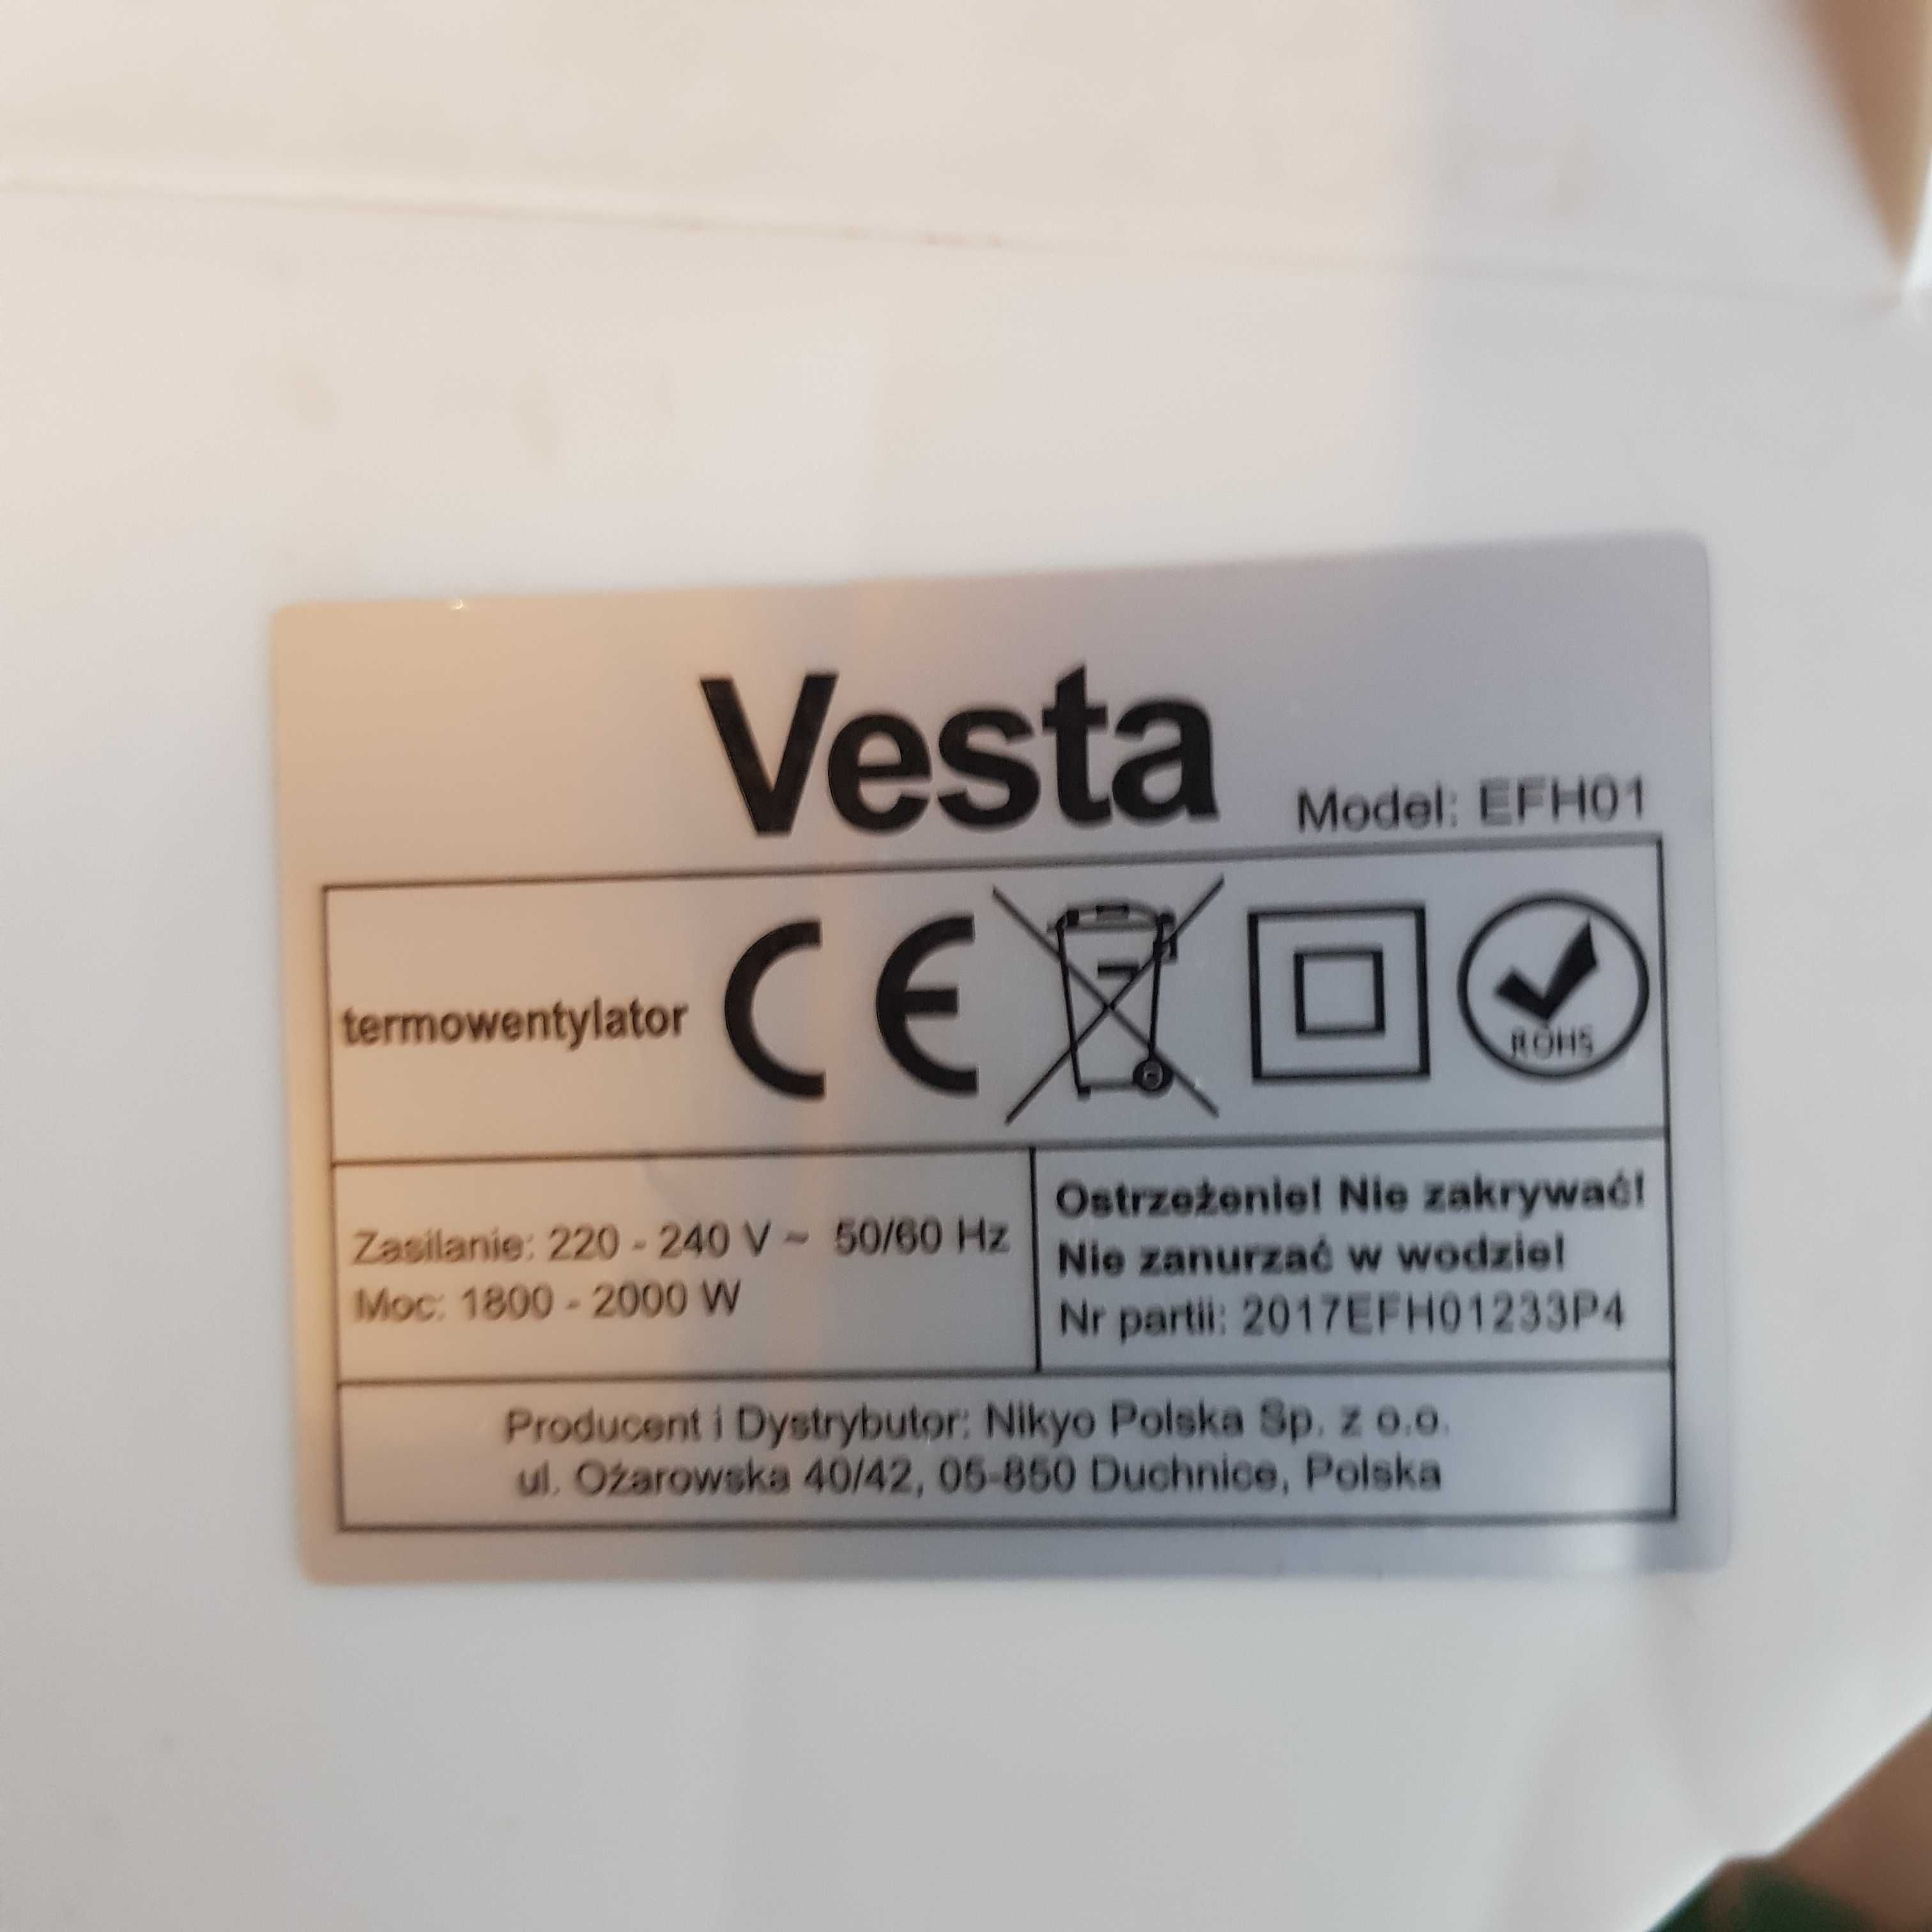 Vesta
Model: EFH01
termowentylator
CE
ROHS
Zasilanie: 220 - 240 V ~ 50/60 Hz
Moc: 1800 - 2000 W
Ostrzeżenie! Nie zakrywać!
Nie zanurzać w wodzie!
Nr partii: 2017EFH01233P4
Producent i Dystrybutor: Nikyo Polska Sp. z o.o.
ul. Ożarowska 40/42, 05-850 Duchnice, Polska